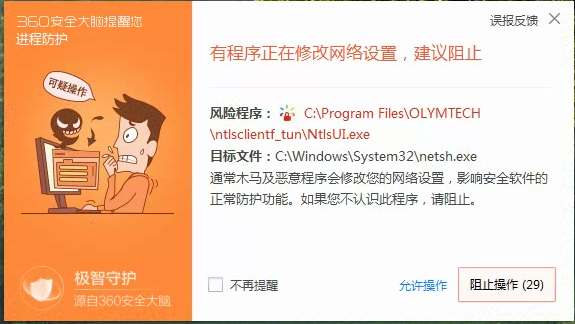 360安全大脑提醒您
进程防护
误报反馈
有程序正在修改网络设置，建议阻止
可疑操作
风险程序： C:\Program Files\OLYMTECH
\ntlsclientf_tun\NtlsUI.exe
目标文件：C:\Windows\System32\netsh.exe
通常木马及恶意程序会修改您的网络设置，影响安全软件的
正常防护功能。如果您不认识此程序，请阻止。
极智守护
源自360安全大脑
不再提醒
允许操作
阻止操作 (29)